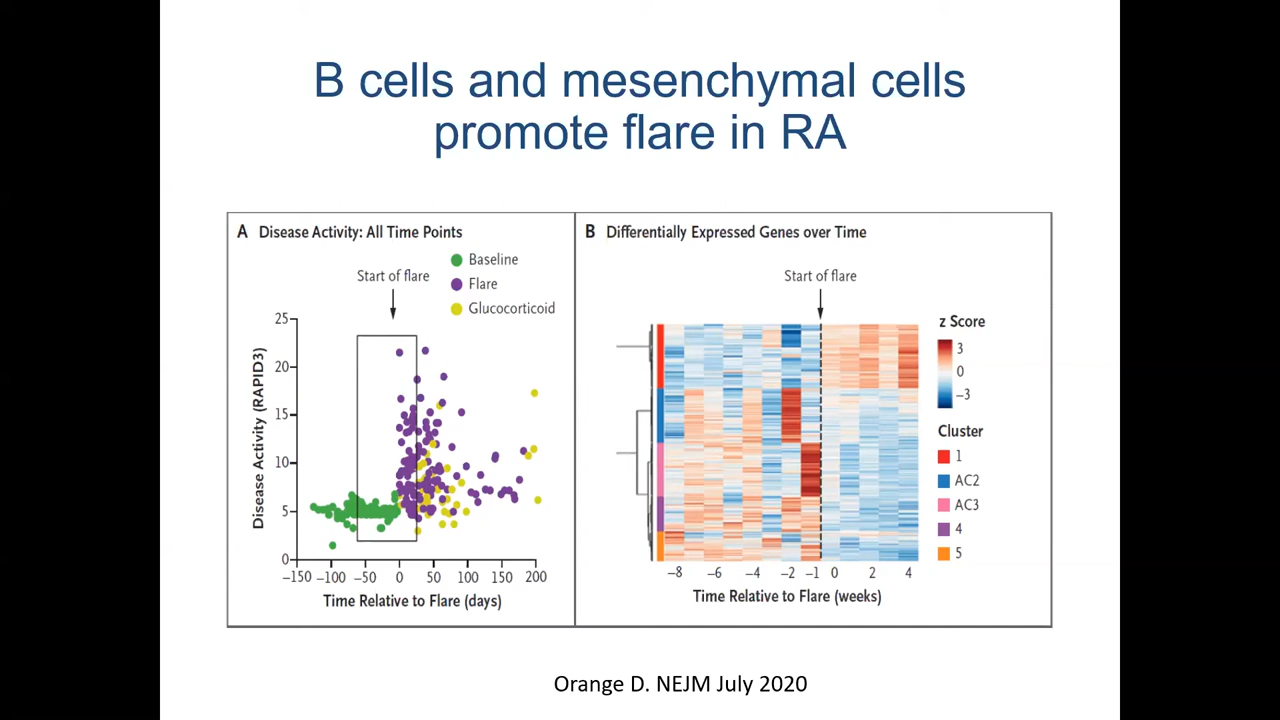 B cells and mesenchymal cells
promote flare in RA
A Disease Activity: All Time Points
Baseline
Flare
Glucocorticoid
Start of flare
25
20
15
10
5
0
Disease Activity (RAPID3)
−150 −100 −50 0 50 100 150 200
Time Relative to Flare (days)
B Differentially Expressed Genes over Time
Start of flare
z Score
3
0
−3
Cluster
1
AC2
AC3
4
5
−8 −6 −4 −2 −1 0 2 4
Time Relative to Flare (weeks)
Orange D. NEJM July 2020